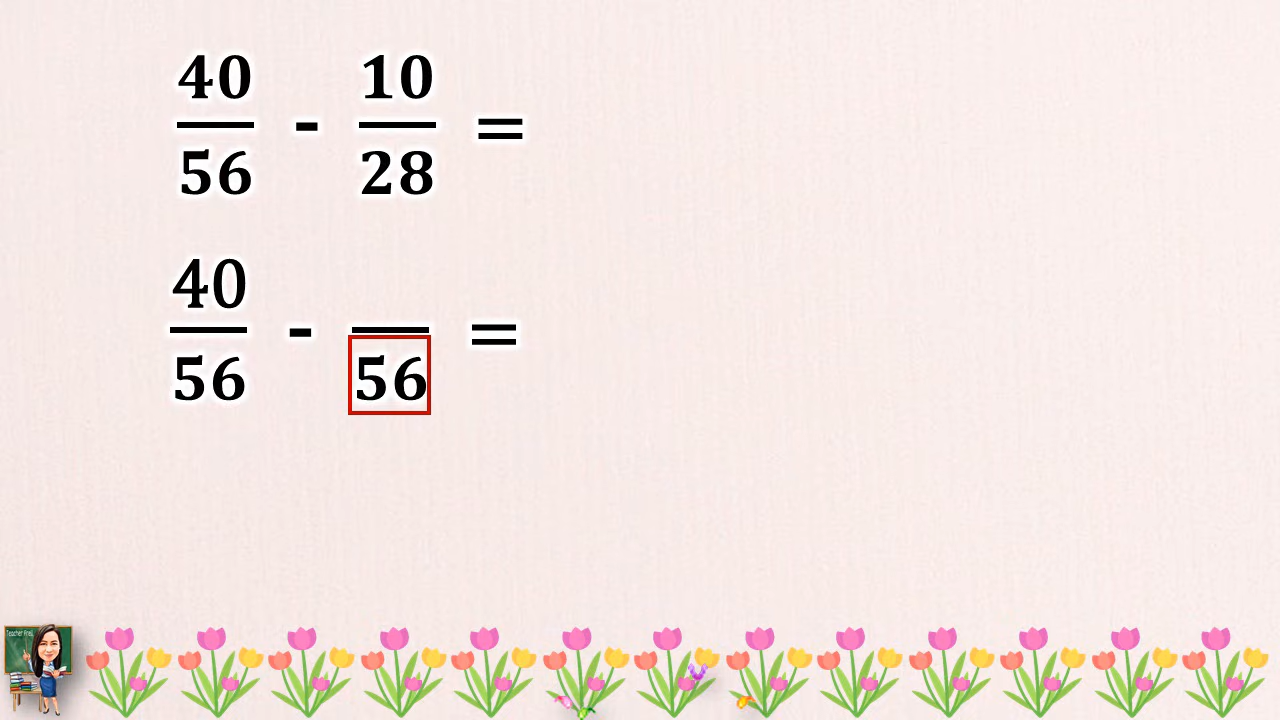 40/56 - 10/28 =
40/56 - /56 =